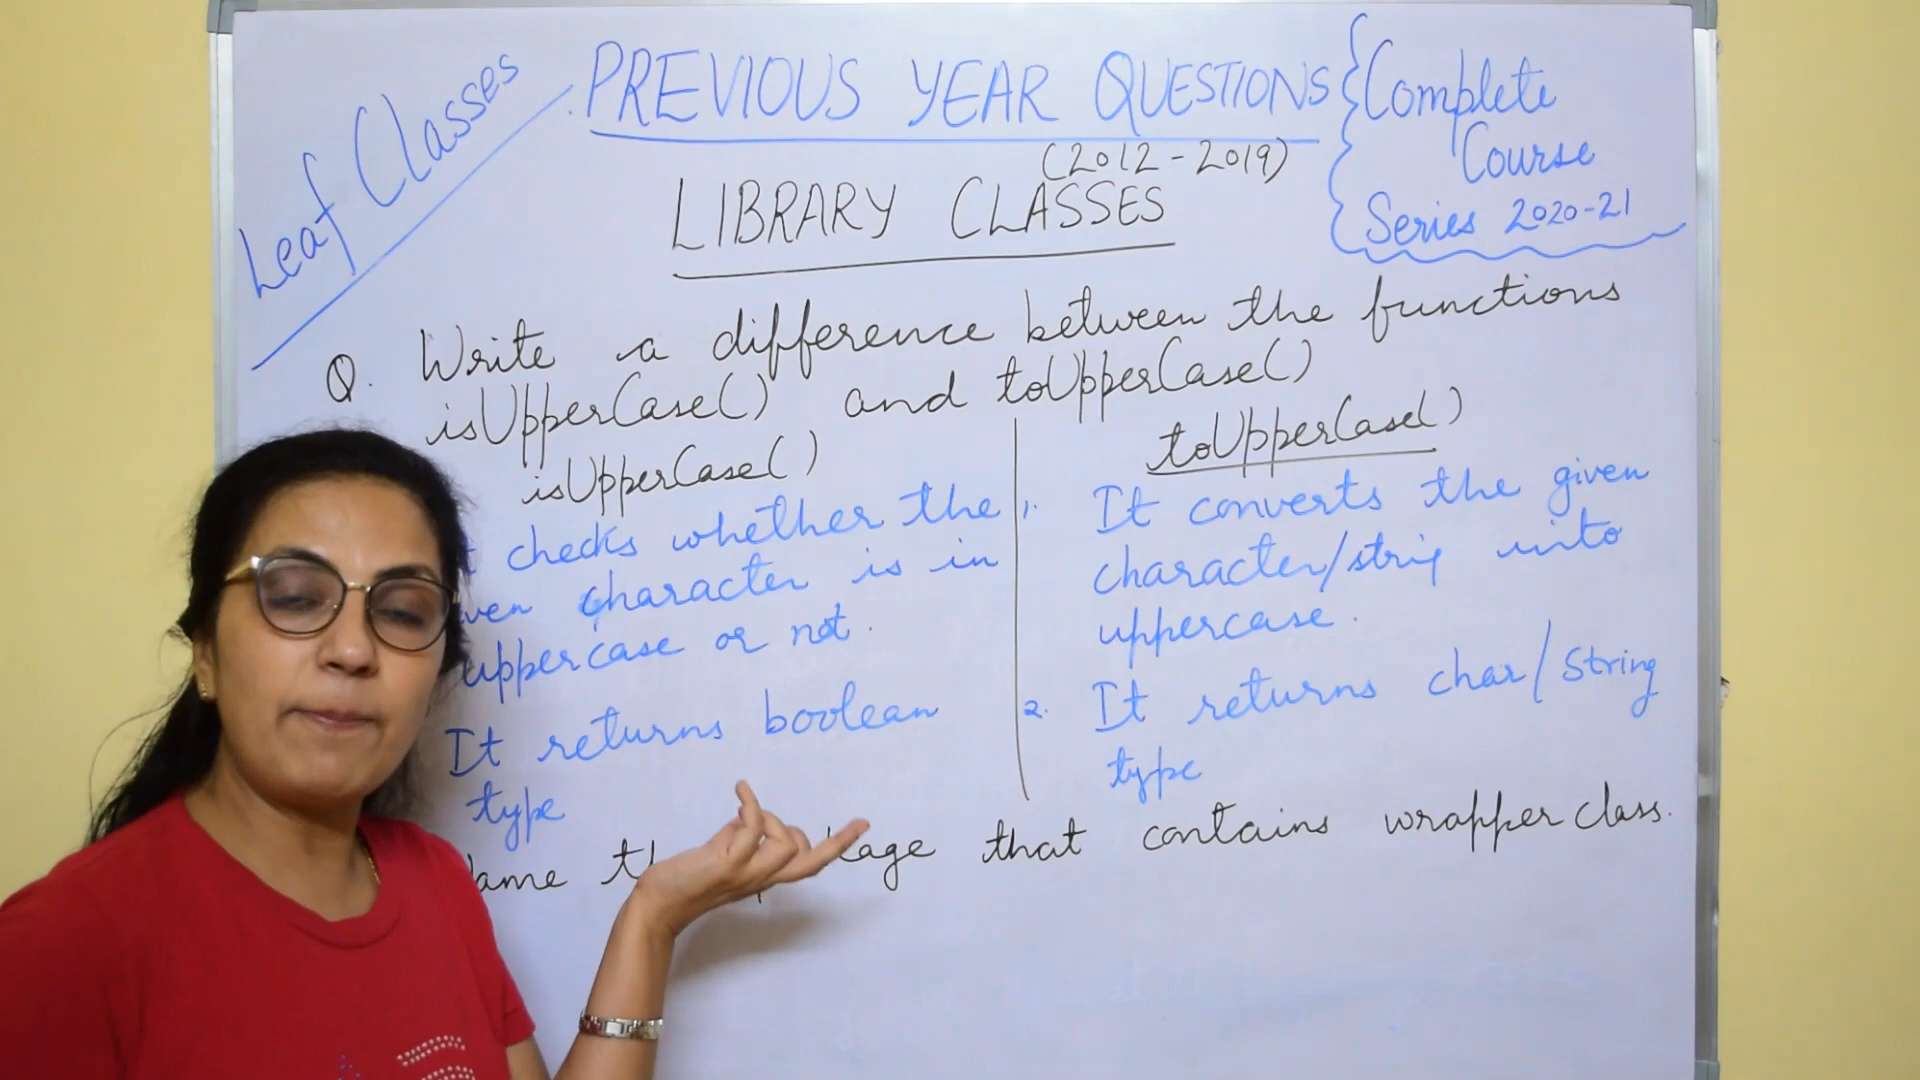 Leaf Classes
PREVIOUS YEAR QUESTIONS
(2012-2019)
LIBRARY CLASSES
Complete
Course
Series 2020-21
Q. Write a difference between the functions
isUpperCase() and toUpperCase()
isUpperCase()
checks whether the
character is in
uppercase or not.
It returns boolean
type
toUpperCase()
1. It converts the given
character/strig into
uppercase.
2. It returns char/String
type
that contains wrapper class.